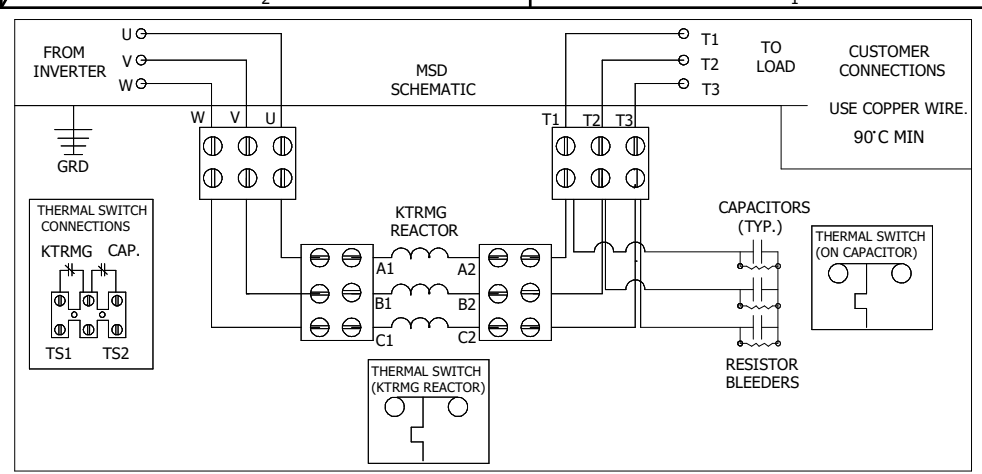 2
1
U
V
W
FROM
INVERTER
MSD
SCHEMATIC
T1
T2
T3
TO
LOAD
CUSTOMER
CONNECTIONS
USE COPPER WIRE.
90°C MIN
GRD
W V U
T1 T2 T3
THERMAL SWITCH
CONNECTIONS
KTRMG CAP.
TS1 TS2
KTRMG
REACTOR
A1 A2
B1 B2
C1 C2
CAPACITORS
(TYP.)
RESISTOR
BLEEDERS
THERMAL SWITCH
(ON CAPACITOR)
THERMAL SWITCH
(KTRMG REACTOR)